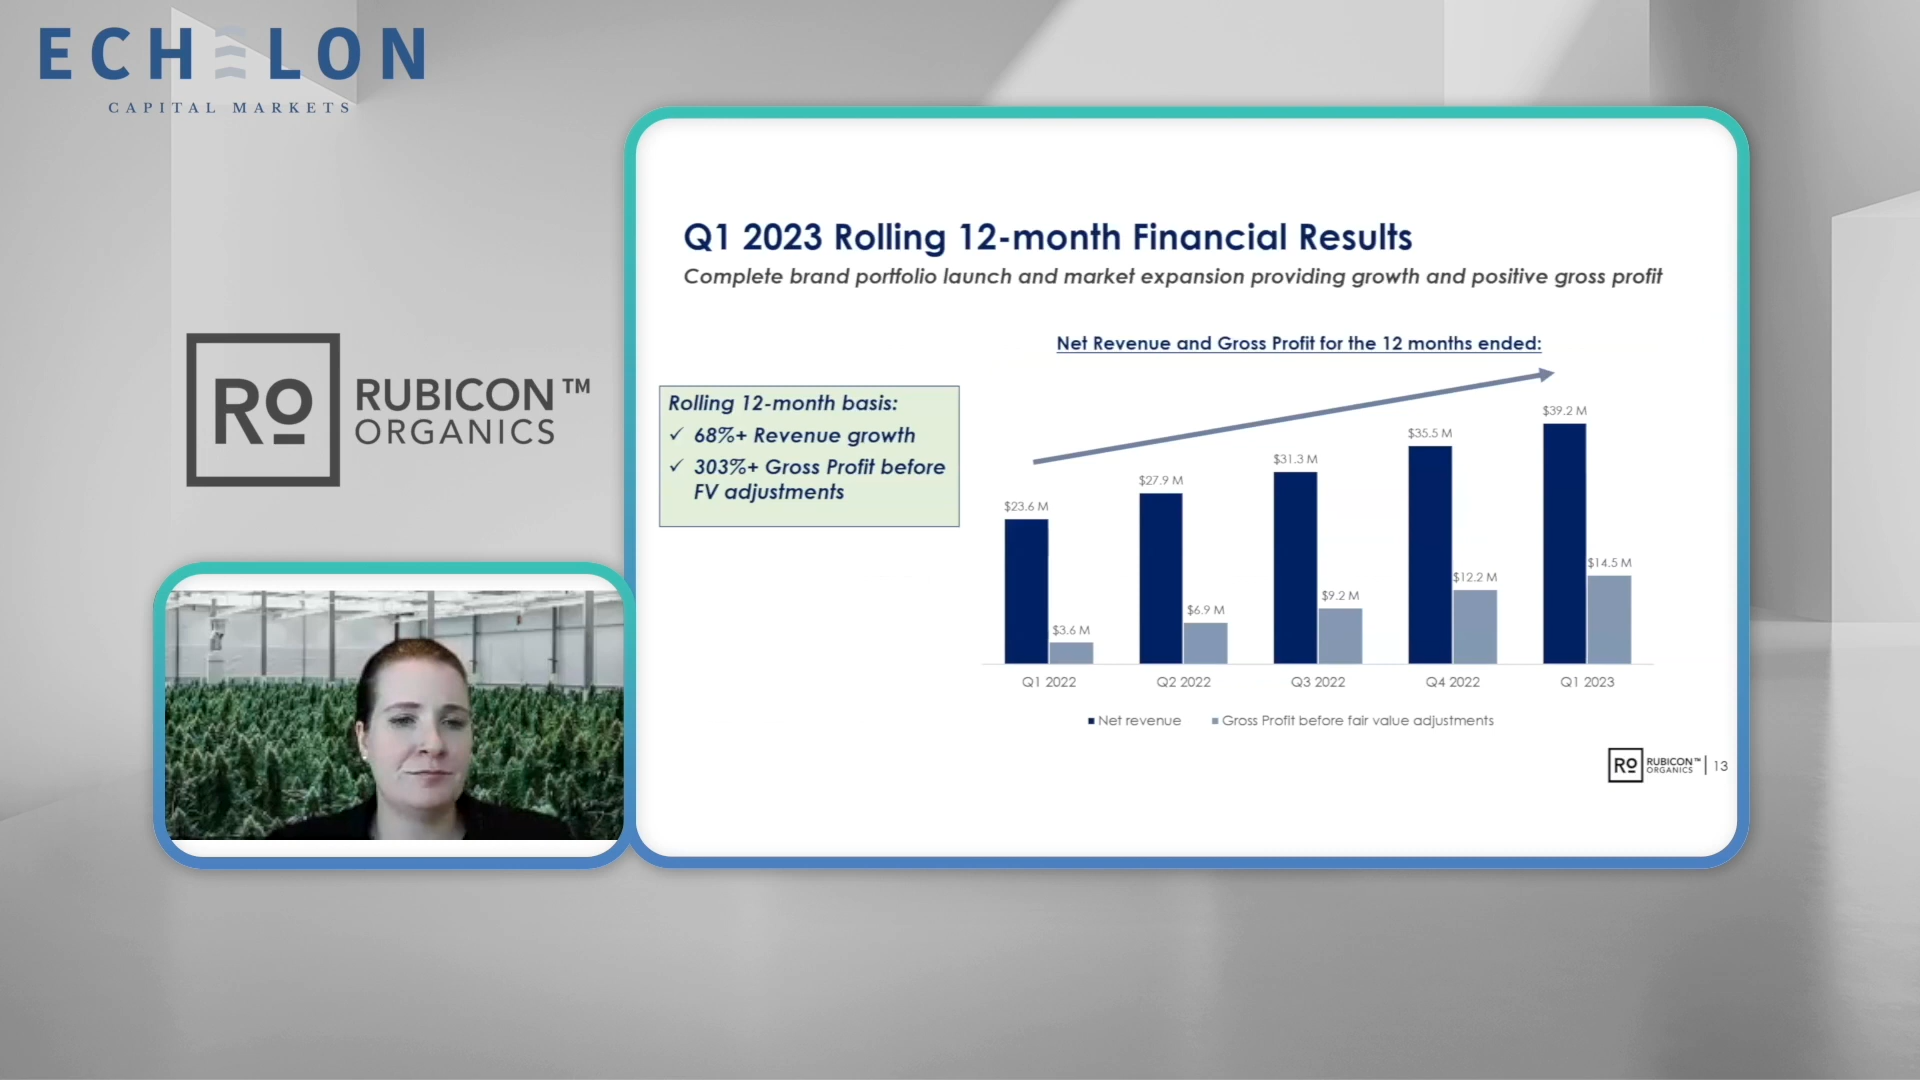 ECHELON
CAPITAL MARKETS
Q1 2023 Rolling 12-month Financial Results
Complete brand portfolio launch and market expansion providing growth and positive gross profit
Net Revenue and Gross Profit for the 12 months ended:
RO RUBICON™
ORGANICS
Rolling 12-month basis:
✓ 68%+ Revenue growth
✓ 303%+ Gross Profit before
FV adjustments
$23.6 M
$3.6 M
$27.9 M
$6.9 M
$31.3 M
$9.2 M
$35.5 M
$12.2 M
$39.2 M
$14.5 M
Q1 2022 Q2 2022 Q3 2022 Q4 2022 Q1 2023
Net revenue Gross Profit before fair value adjustments
RO RUBICON™
ORGANICS | 13